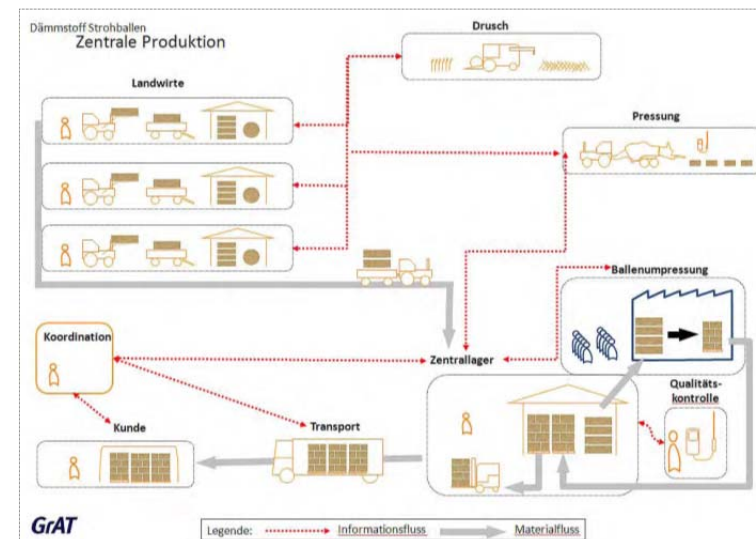 Dämmstoff Strohballen
Zentrale Produktion
Drusch
Landwirte
Pressung
Ballenumpressung
Koordination
Zentrallager
Qualitäts-
kontrolle
Kunde
Transport
GrAT
Legende: Informationsfluss Materialfluss